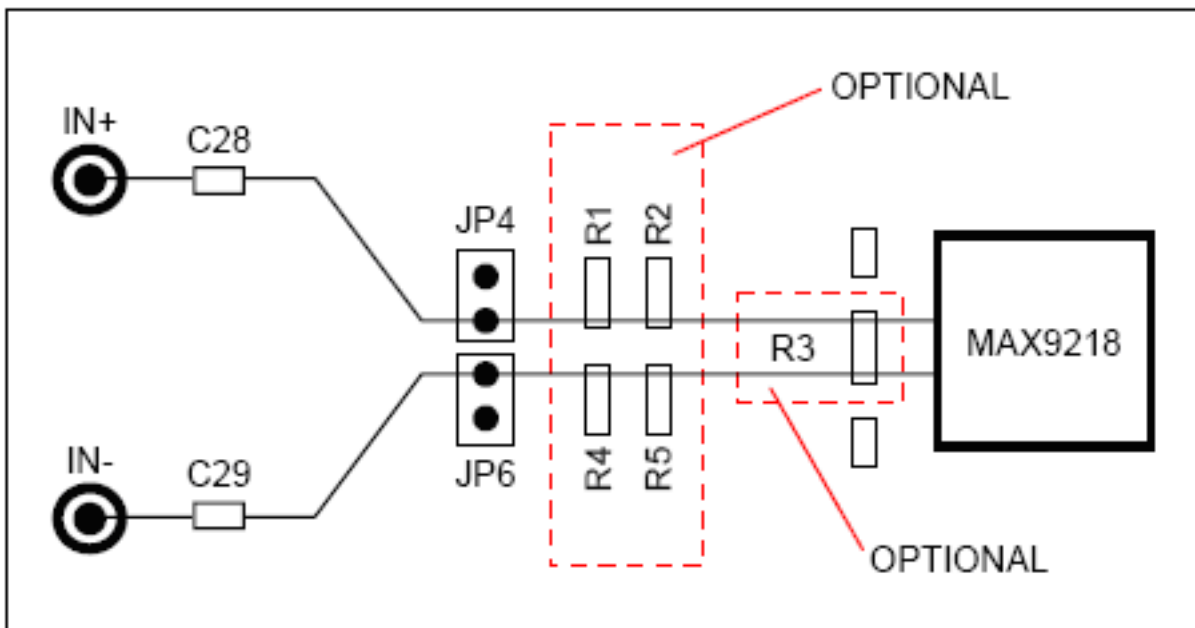 OPTIONAL
IN+
C28
JP4
R1
R2
R3
MAX9218
IN-
C29
JP6
R4
R5
OPTIONAL